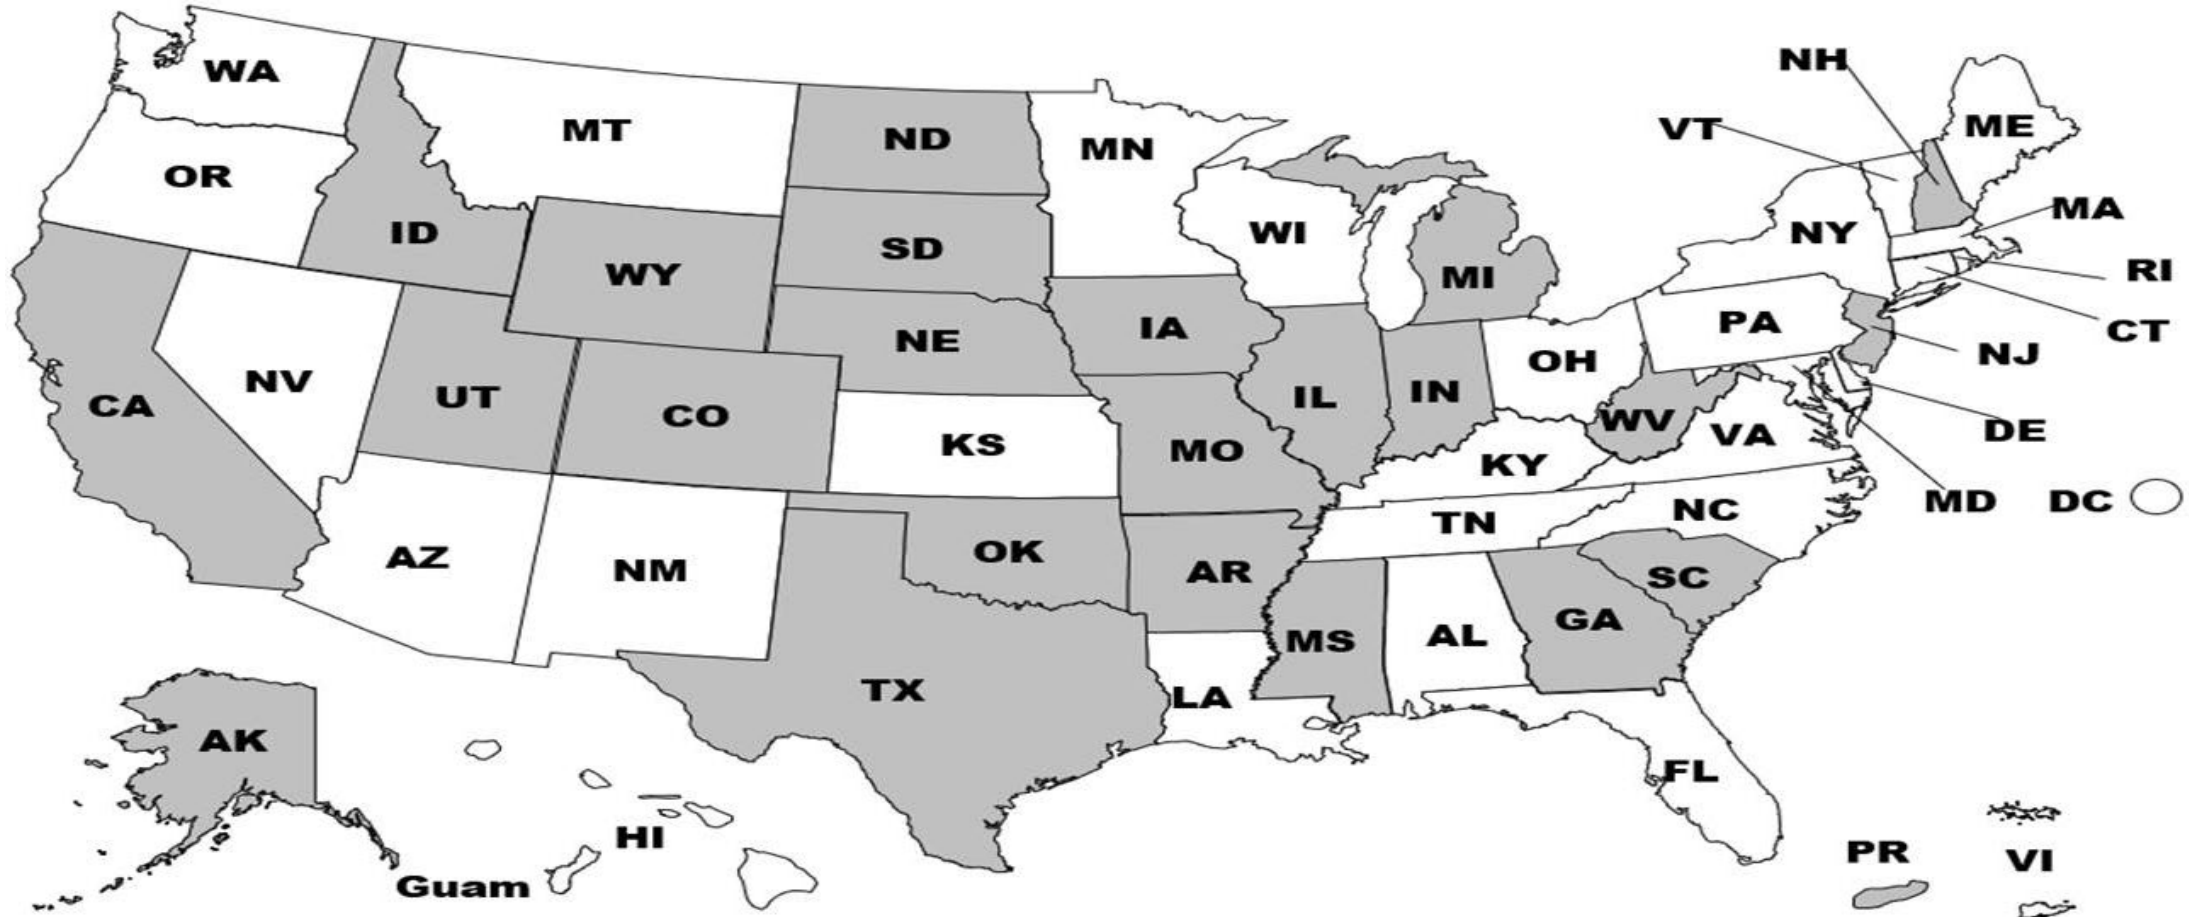 NH
WA
VT
ME
MT
ND
MN
OR
MA
ID
WI
NY
SD
WY
MI
RI
PA
IA
CT
NE
NJ
OH
NV
UT
IN
IL
CA
CO
WV
DE
VA
KS
MO
KY
MD
DC
NC
TN
AZ
NM
OK
AR
SC
GA
MS
AL
TX
LA
AK
FL
HI
PR
VI
Guam